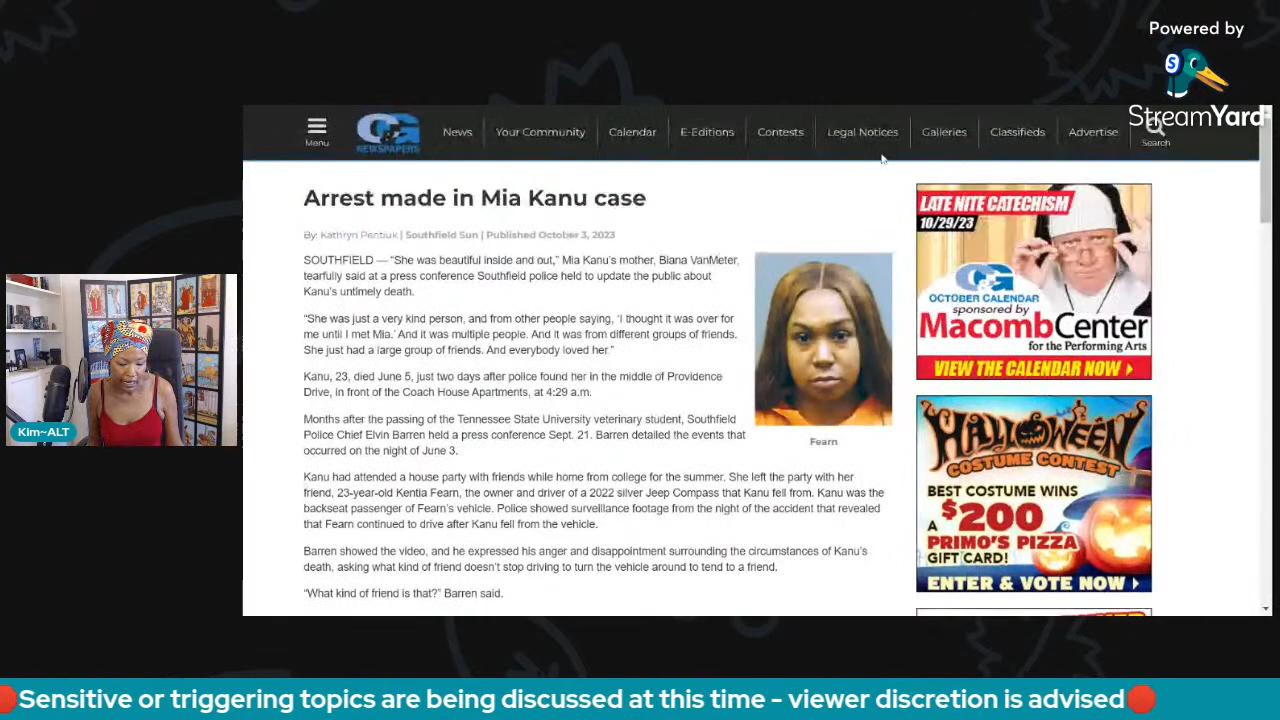 Powered by
S
StreamYard
Menu
C&G
NEWSPAPERS
News
Your Community
Calendar
E-Editions
Contests
Legal Notices
Galleries
Classifieds
Advertise
Search
Arrest made in Mia Kanu case
By: Kathryn Pentiuk | Southfield Sun | Published October 3, 2023
SOUTHFIELD — “She was beautiful inside and out,” Mia Kanu’s mother, Biana VanMeter,
tearfully said at a press conference Southfield police held to update the public about
Kanu’s untimely death.
“She was just a very kind person, and from other people saying, ‘I thought it was over for
me until I met Mia.’ And it was multiple people. And it was from different groups of friends.
She just had a large group of friends. And everybody loved her.”
Kanu, 23, died June 5, just two days after police found her in the middle of Providence
Drive, in front of the Coach House Apartments, at 4:29 a.m.
Months after the passing of the Tennessee State University veterinary student, Southfield
Police Chief Elvin Barren held a press conference Sept. 21. Barren detailed the events that
occurred on the night of June 3.
Fearn
Kanu had attended a house party with friends while home from college for the summer. She left the party with her
friend, 23-year-old Kentia Fearn, the owner and driver of a 2022 silver Jeep Compass that Kanu fell from. Kanu was the
backseat passenger of Fearn’s vehicle. Police showed surveillance footage from the night of the accident that revealed
that Fearn continued to drive after Kanu fell from the vehicle.
Barren showed the video, and he expressed his anger and disappointment surrounding the circumstances of Kanu’s
death, asking what kind of friend doesn’t stop driving to turn the vehicle around to tend to a friend.
“What kind of friend is that?” Barren said.
LATE NITE CATECHISM
10/29/23
C&G
OCTOBER CALENDAR
sponsored by
MacombCenter
for the Performing Arts
VIEW THE CALENDAR NOW
HALLOWEEN
COSTUME CONTEST
BEST COSTUME WINS
A $200
PRIMO'S PIZZA
GIFT CARD!
ENTER & VOTE NOW
Kim~ALT
Sensitive or triggering topics are being discussed at this time - viewer discretion is advised